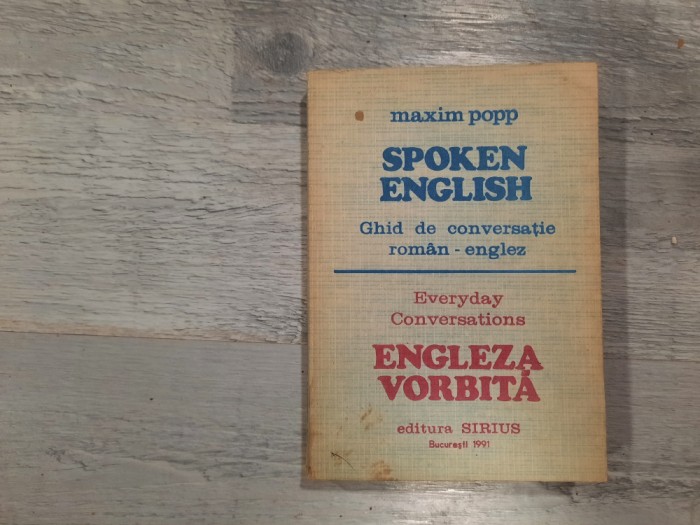 maxim popp
SPOKEN
ENGLISH
Ghid de conversație
român - englez
Everyday
Conversations
ENGLEZA
VORBITĂ
editura SIRIUS
București 1991